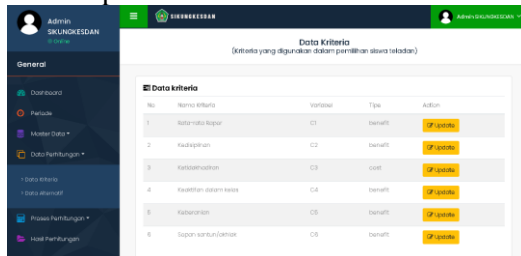 Admin
SIKUNGKESDAN
Online
SIKUNGKESDAN
Admin SIKUNGKESDAN
General
Dashboard
Periode
Master Data
Data Perhitungan
Data Kriteria
Data Alternatif
Proses Perhitungan
Hasil Perhitungan
Data Kriteria
(Kriteria yang digunakan dalam pemilihan siswa teladan)
Data kriteria
No Nama Kriteria Variabel Tipe Action
1 Rata-rata Rapor C1 benefit Update
2 Kedisiplinan C2 benefit Update
3 C3 cost Update
4 Keaktifan dalam kelas C4 benefit Update
5 C5 benefit Update
6 Sopan santun/akhlak C6 benefit Update